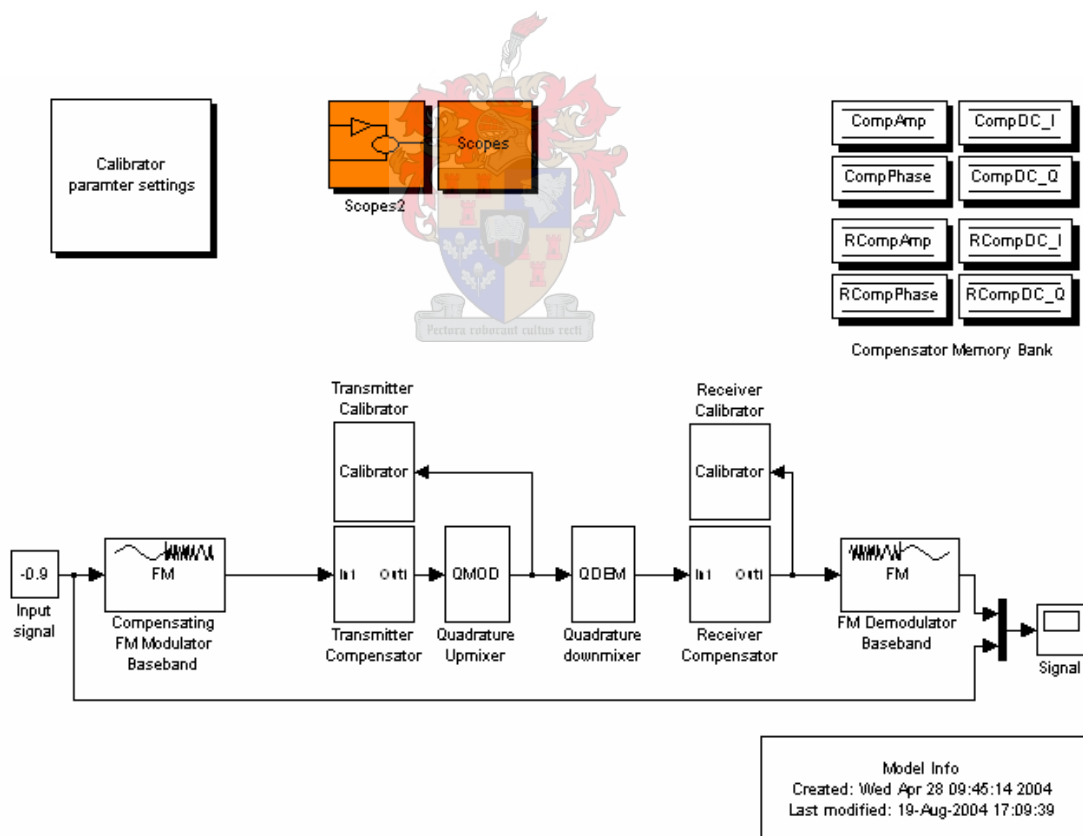 Calibrator
paramter settings
Scopes
Scopes2
CompAmp
CompDC_I
CompPhase
CompDC_Q
RCompAmp
RCompDC_I
RCompPhase
RCompDC_Q
Compensator Memory Bank
Pectora roborant cultus recti
Transmitter
Calibrator
Calibrator
Receiver
Calibrator
Calibrator
-0.9
Input
signal
FM
Compensating
FM Modulator
Baseband
In1 Out1
Transmitter
Compensator
QMOD
Quadrature
Upmixer
QDEM
Quadrature
downmixer
In1 Out1
Receiver
Compensator
FM
FM Demodulator
Baseband
Signal
Model Info
Created: Wed Apr 28 09:45:14 2004
Last modified: 19-Aug-2004 17:09:39